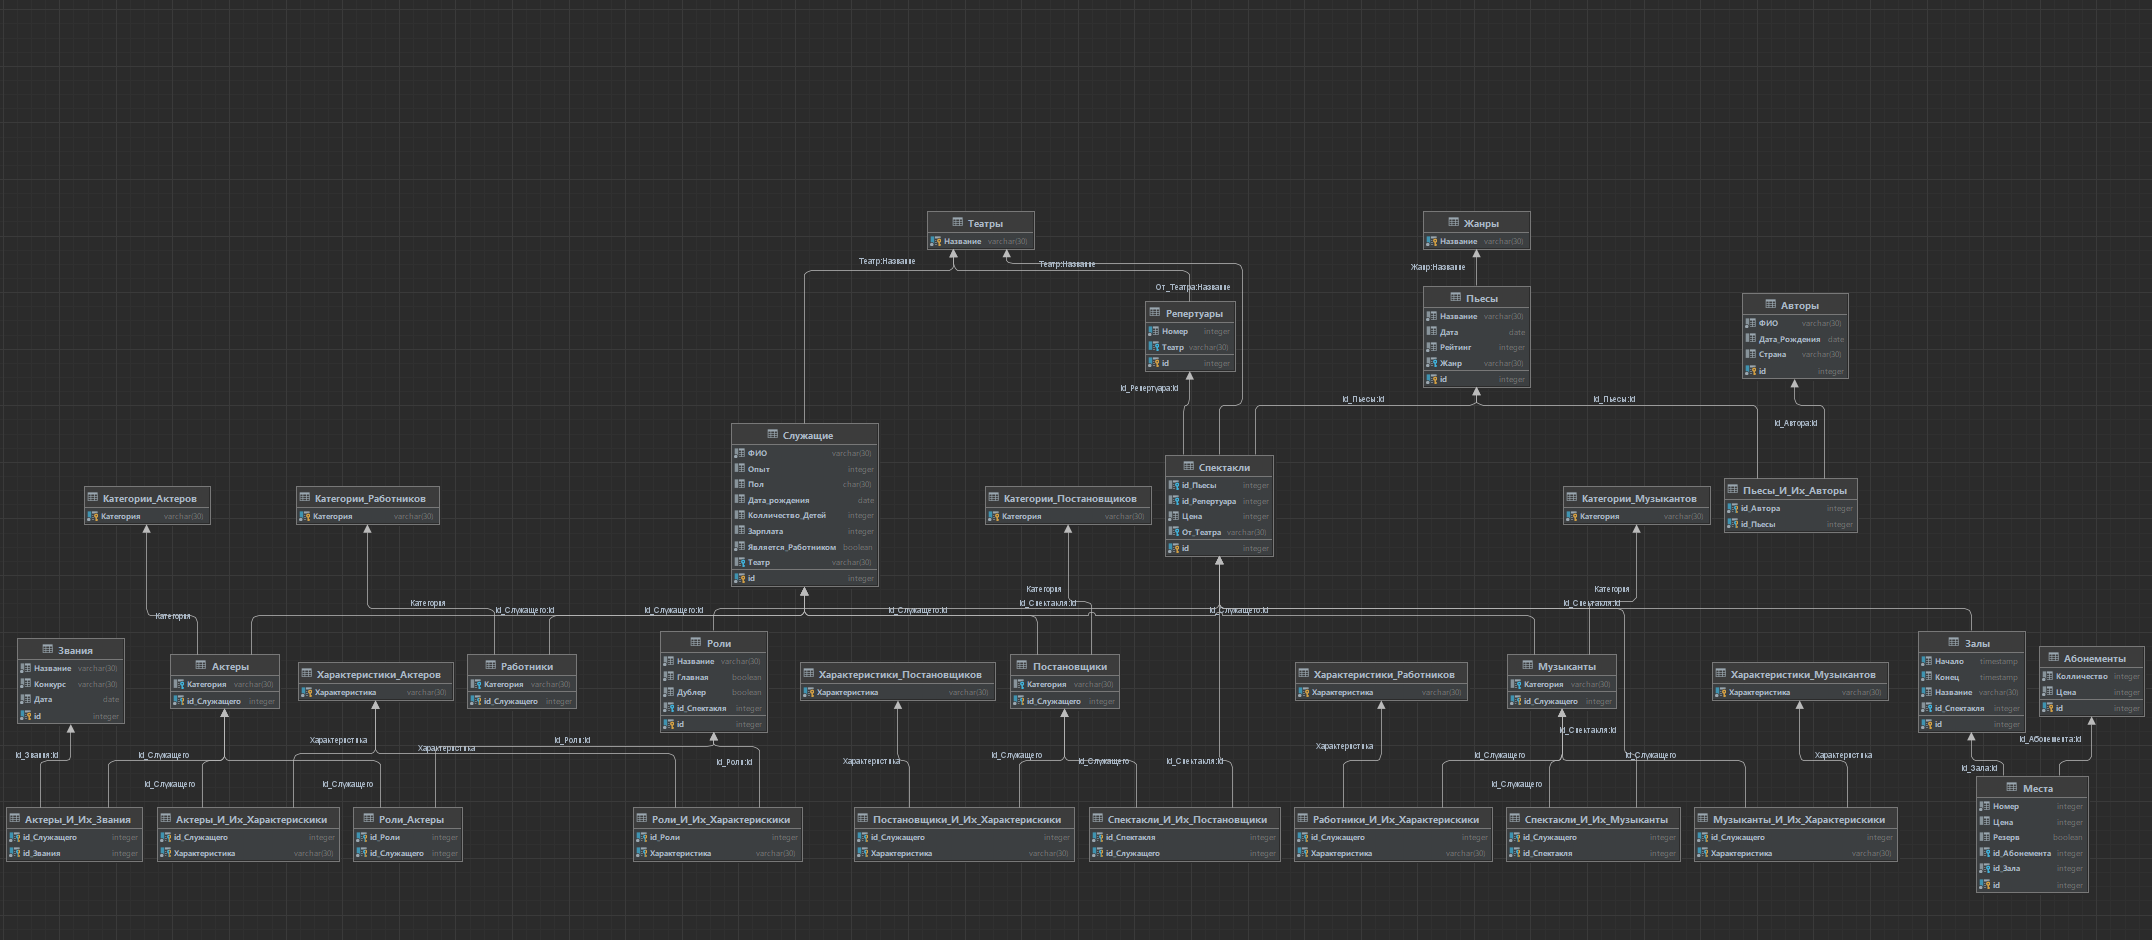 Театры
Название varchar(30)
Жанры
Название varchar(30)
Театр:Название
Театр:Название
Жанр:Название
От_Театра:Название
Репертуары
Номер integer
Театр varchar(30)
id integer
Пьесы
Название varchar(30)
Дата date
Рейтинг integer
Жанр varchar(30)
id integer
Авторы
ФИО varchar(30)
Дата_Рождения date
Страна varchar(30)
id integer
id_Репертуара:id
id_Пьесы:id
id_Пьесы:id
id_Автора:id
Служащие
ФИО varchar(30)
Опыт integer
Пол char(30)
Дата_рождения date
Колличество_Детей integer
Зарплата integer
Является_Работником boolean
Театр varchar(30)
id integer
Спектакли
id_Пьесы integer
id_Репертуара integer
Цена integer
От_Театра varchar(30)
id integer
Категории_Актеров
Категория varchar(30)
Категории_Работников
Категория varchar(30)
Категории_Постановщиков
Категория varchar(30)
Категории_Музыкантов
Категория varchar(30)
Пьесы_И_Их_Авторы
id_Автора integer
id_Пьесы integer
Категория
Категория
Категория
Категория
id_Служащего:id
id_Служащего:id
id_Служащего:id
id_Спектакля:id
id_Служащего:id
id_Спектакля:id
Звания
Название varchar(30)
Конкурс varchar(30)
Дата date
id integer
Актеры
Категория varchar(30)
id_Служащего integer
Характеристики_Актеров
Характеристика varchar(30)
Работники
Категория varchar(30)
id_Служащего integer
Роли
Название varchar(30)
Главная boolean
Дублер boolean
id_Спектакля integer
id integer
Характеристики_Постановщиков
Характеристика varchar(30)
Постановщики
Категория varchar(30)
id_Служащего integer
Характеристики_Работников
Характеристика varchar(30)
Музыканты
Категория varchar(30)
id_Служащего integer
Характеристики_Музыкантов
Характеристика varchar(30)
Залы
Начало timestamp
Конец timestamp
Название varchar(30)
id_Спектакля integer
id integer
Абонементы
Колличество integer
Цена integer
id integer
id_Звания:id
id_Служащего
id_Служащего
Характеристика
Характеристика
id_Служащего
id_Роли:id
id_Роли:id
Характеристика
id_Служащего
id_Служащего
id_Спектакля:id
Характеристика
id_Служащего
id_Служащего
id_Спектакля:id
id_Служащего
Характеристика
id_Абонемента:id
id_Зала:id
Актеры_И_Их_Звания
id_Служащего integer
id_Звания integer
Актеры_И_Их_Характерискики
id_Служащего integer
Характеристика varchar(30)
Роли_Актеры
id_Роли integer
id_Служащего integer
Роли_И_Их_Характерискики
id_Роли integer
Характеристика varchar(30)
Постановщики_И_Их_Характерискики
id_Служащего integer
Характеристика varchar(30)
Спектакли_И_Их_Постановщики
id_Спектакля integer
id_Служащего integer
Работники_И_Их_Характерискики
id_Служащего integer
Характеристика varchar(30)
Спектакли_И_Их_Музыканты
id_Служащего integer
id_Спектакля integer
Музыканты_И_Их_Характерискики
id_Служащего integer
Характеристика varchar(30)
Места
Номер integer
Цена integer
Резерв boolean
id_Абонемента integer
id_Зала integer
id integer